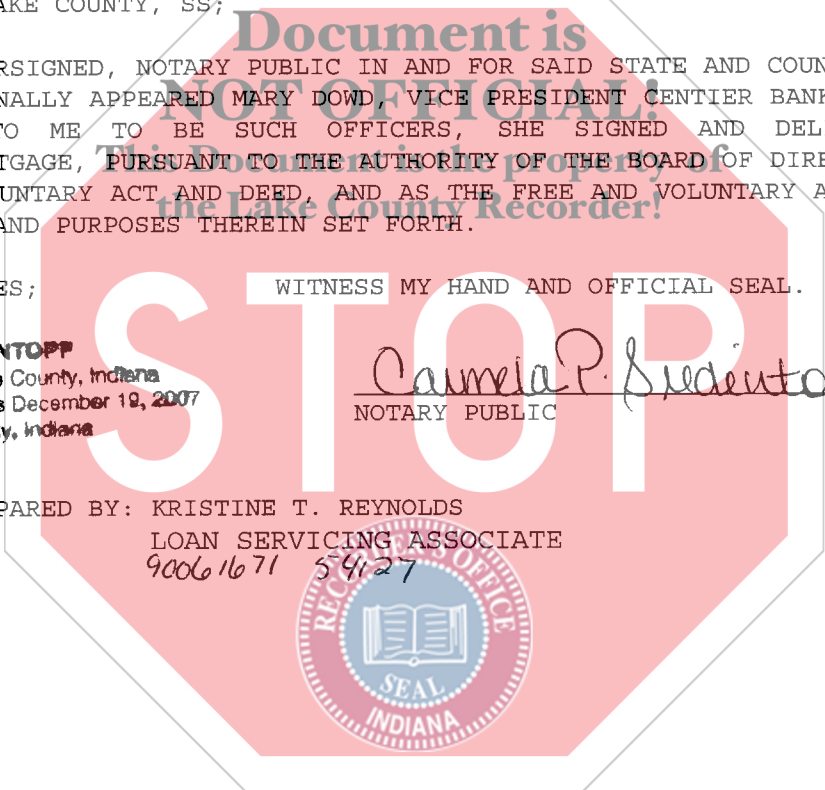 AKE COUNTY, SS;
Document is
RSIGNED, NOTARY PUBLIC IN AND FOR SAID STATE AND COUN
NOT OFFICIAL!
NALLY APPEARED MARY DOWD, VICE PRESIDENT CENTIER BANK
TO ME TO BE SUCH OFFICERS, SHE SIGNED AND DEL
This Document is the property of
TGAGE, PURSUANT TO THE AUTHORITY OF THE BOARD OF DIRE
UNTARY ACT AND DEED, AND AS THE FREE AND VOLUNTARY A
the Lake County Recorder!
AND PURPOSES THEREIN SET FORTH.
ES; WITNESS MY HAND AND OFFICIAL SEAL.
STOP
NTOPP
County, Indiana
s December 19, 2007
y, Indiana
Carmela P.
NOTARY PUBLIC
PARED BY: KRISTINE T. REYNOLDS
LOAN SERVICING ASSOCIATE
90061671 54127
RECORDER'S OFFICE
SEAL
INDIANA